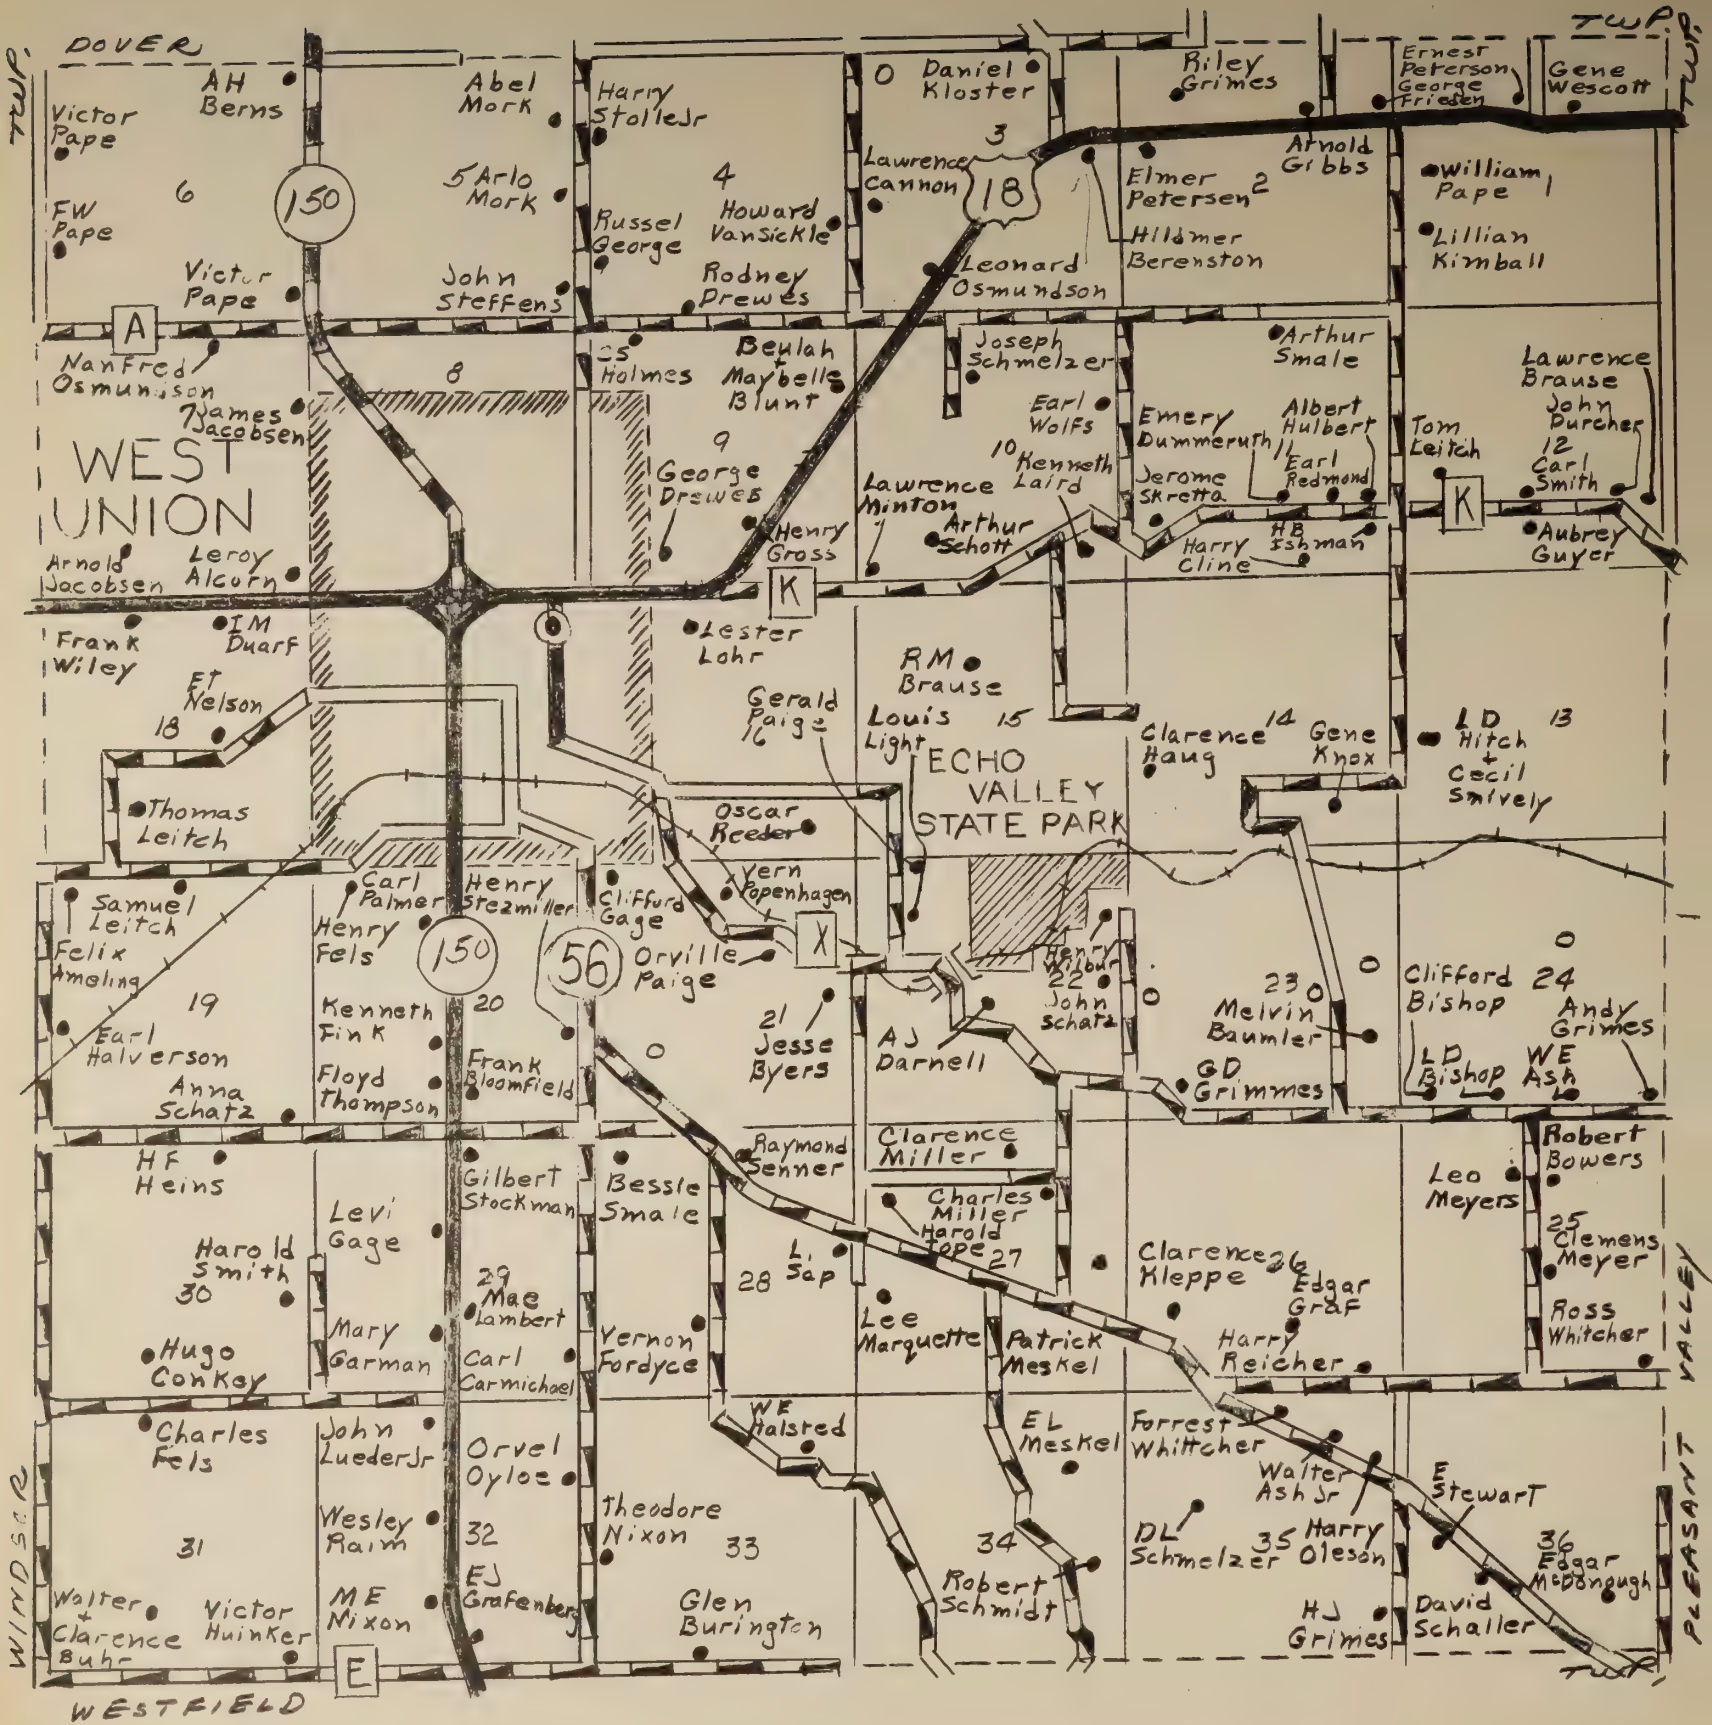 DOVER
TWP.
TWP.
TWP.
AH
Berns
Victor
Pape
6
FW
Pape
150
Victor
Pape
Abel
Mork
5 Arlo
Mork
John
Steffens
Harry
Stolle Jr
4
Russel
George
Howard
VanSickle
Rodney
Drewes
O
Daniel
Kloster
3
Lawrence
Cannon
18
Leonard
Osmundson
Riley
Grimes
Elmer
Petersen
2
Arnold
Gibbs
Hildmer
Berenston
Ernest
Peterson
George
Friesen
Gene
Wescott
William
Pape
1
Lillian
Kimball
A
Nanfred
Osmundson
7 James
Jacobsen
8
WEST
UNION
Arnold
Jacobsen
Leroy
Alcorn
Holmes
Beulah
+
Maybelle
Blunt
9
George
Drewes
Henry
Gross
K
Joseph
Schmelzer
Earl
Wolfs
10
Kenneth
Laird
Lawrence
Minton
Arthur
Schott
Arthur
Smale
Emery
Dummeruth
11
Albert
Hulbert
Earl
Redmond
Jerome
Skretta
Harry
Cline
HB
Ishman
Tom
Leitch
K
Lawrence
Brause
John
Durcher
12
Carl
Smith
Aubrey
Guyer
Frank
Wiley
IM
Duarf
ET
Nelson
18
Thomas
Leitch
Lester
Lohr
Gerald
Paige
16
RM
Brause
Louis
Light
15
ECHO
VALLEY
STATE PARK
Clarence
Haug
14
Gene
Knox
LD
Hitch
+
Cecil
Snively
13
Oscar
Reeder
Vern
Popenhagen
X
Samuel
Leitch
Felix
Ameling
19
Earl
Halverson
Anna
Schatz
Carl
Palmer
Henry
Fels
150
Kenneth
Fink
Floyd
Thompson
Henry
Stezmiller
20
Frank
Bloomfield
Clifford
Gage
56
Orville
Paige
O
21
Jesse
Byers
AJ
Darnell
Henry
Wilbur
22
John
Schatz
O
23
Melvin
Baumler
O
O
GD
Grimmes
Clifford
Bishop
24
O
Andy
Grimes
LD
Bishop
WE
Ash
HF
Heins
Harold
Smith
30
Hugo
Conkey
Levi
Gage
Mary
Garman
Gilbert
Stockman
29
Mae
Lambert
Carl
Carmichael
Bessie
Smale
Vernon
Fordyce
Raymond
Senner
28
L.
Sap
Clarence
Miller
Charles
Miller
Harold
Tope
27
Lee
Marquette
Patrick
Meskel
Clarence
Kleppe
26
Edgar
Graf
Harry
Reicher
Leo
Meyers
Robert
Bowers
25
Clemens
Meyer
Ross
Whitcher
Charles
Fels
31
Walter
+
Clarence
Buhr
Victor
Huinker
John
Lueder Jr
Wesley
Raim
ME
Nixon
Orvel
Oyloe
32
EJ
Grafenberg
Theodore
Nixon
WE
Halsted
33
Glen
Burington
EL
Meskel
34
Robert
Schmidt
Forrest
Whittcher
Walter
Ash Jr
DL
Schmelzer
35
Harry
Oleson
HJ
Grimes
E
Stewart
36
Edgar
McDonough
David
Schaller
E
WINDSOR
PLEASANT VALLEY
WESTFIELD
TWP.